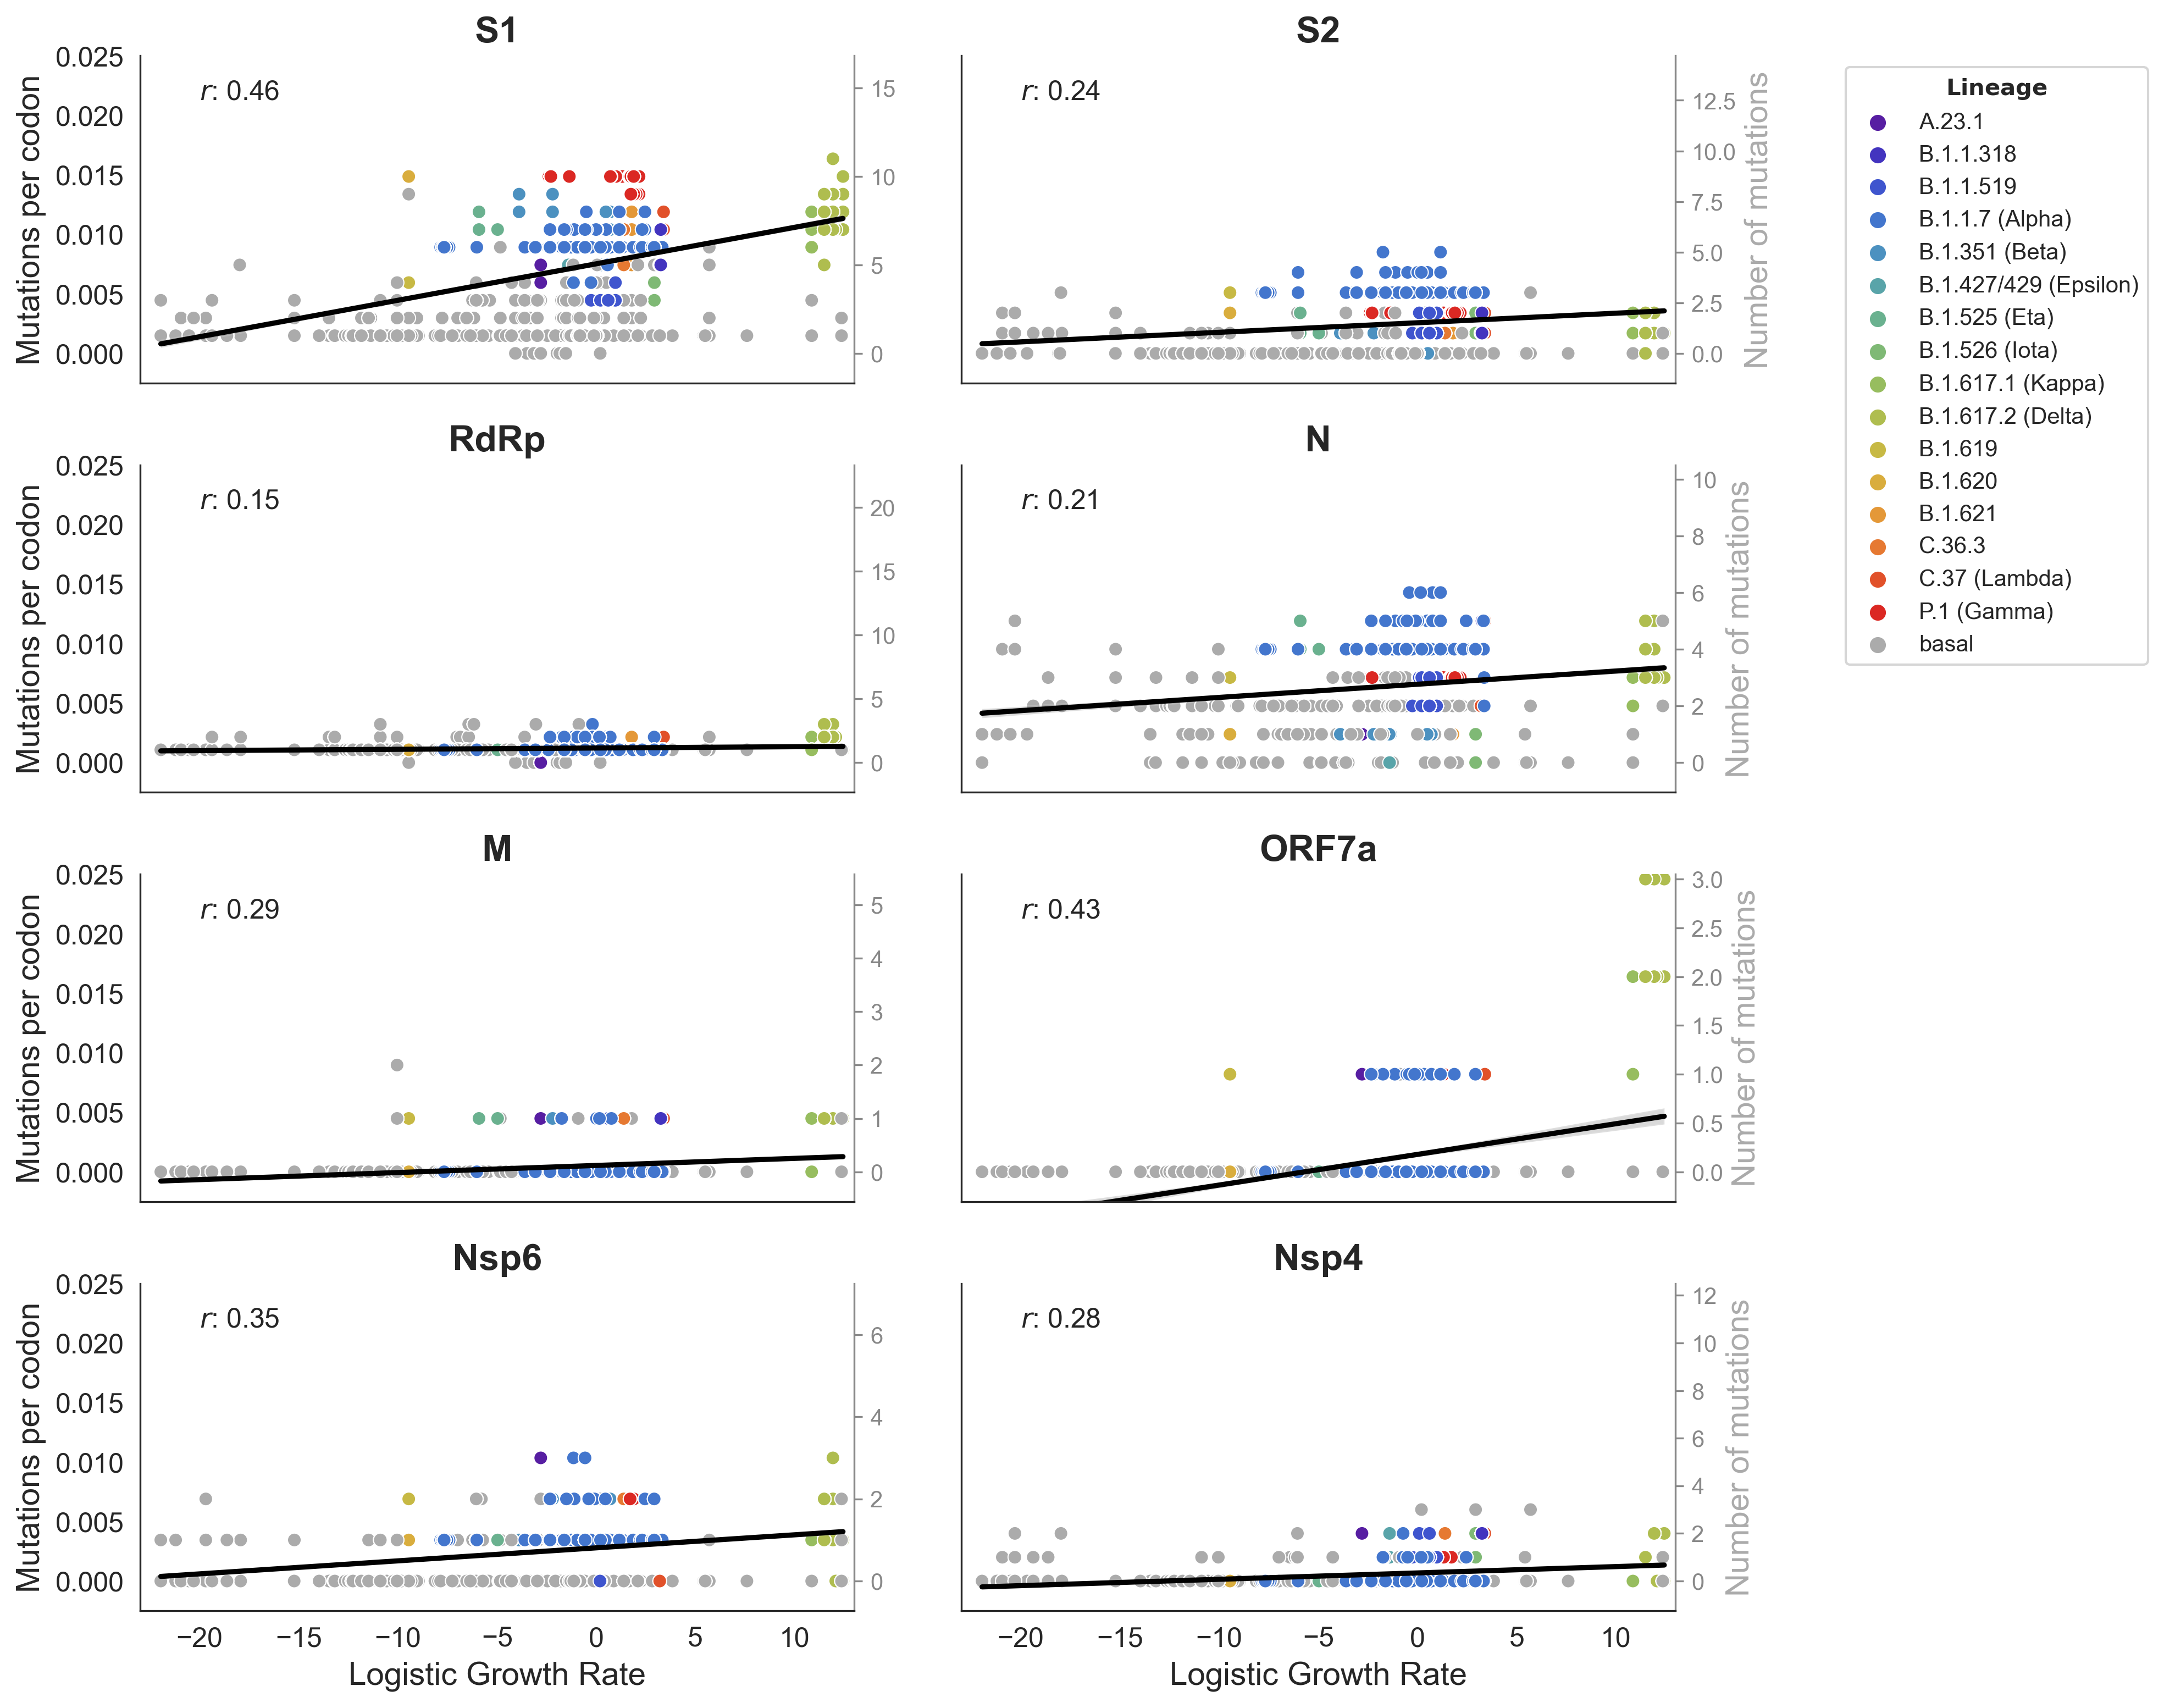 S1
0.025
0.020
0.015
0.010
0.005
0.000
Mutations per codon
r: 0.46
15
10
5
0
S2
r: 0.24
12.5
10.0
7.5
5.0
2.5
0.0
Number of mutations
Lineage
A.23.1
B.1.1.318
B.1.1.519
B.1.1.7 (Alpha)
B.1.351 (Beta)
B.1.427/429 (Epsilon)
B.1.525 (Eta)
B.1.526 (Iota)
B.1.617.1 (Kappa)
B.1.617.2 (Delta)
B.1.619
B.1.620
B.1.621
C.36.3
C.37 (Lambda)
P.1 (Gamma)
basal
RdRp
0.025
0.020
0.015
0.010
0.005
0.000
Mutations per codon
r: 0.15
20
15
10
5
0
N
r: 0.21
10
8
6
4
2
0
Number of mutations
M
0.025
0.020
0.015
0.010
0.005
0.000
Mutations per codon
r: 0.29
5
4
3
2
1
0
ORF7a
r: 0.43
3.0
2.5
2.0
1.5
1.0
0.5
0.0
Number of mutations
Nsp6
0.025
0.020
0.015
0.010
0.005
0.000
Mutations per codon
r: 0.35
6
4
2
0
−20 −15 −10 −5 0 5 10
Logistic Growth Rate
Nsp4
r: 0.28
12
10
8
6
4
2
0
Number of mutations
−20 −15 −10 −5 0 5 10
Logistic Growth Rate